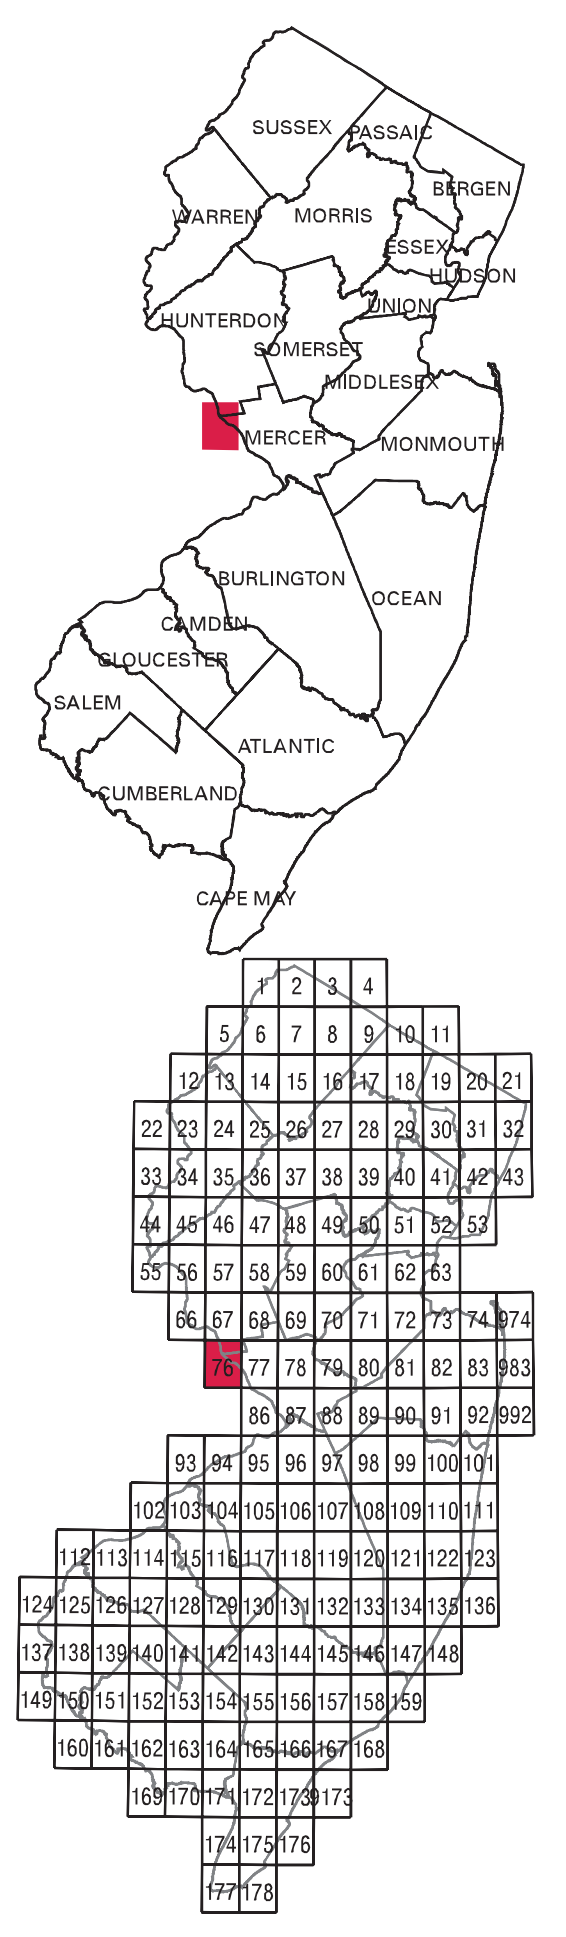 SUSSEX
PASSAIC
BERGEN
WARREN
MORRIS
ESSEX
HUDSON
UNION
HUNTERDON
SOMERSET
MIDDLESEX
MERCER
MONMOUTH
BURLINGTON
OCEAN
CAMDEN
GLOUCESTER
SALEM
ATLANTIC
CUMBERLAND
CAPE MAY
1 2 3 4
5 6 7 8 9 10 11
12 13 14 15 16 17 18 19 20 21
22 23 24 25 26 27 28 29 30 31 32
33 34 35 36 37 38 39 40 41 42 43
44 45 46 47 48 49 50 51 52 53
55 56 57 58 59 60 61 62 63
66 67 68 69 70 71 72 73 74 974
76 77 78 79 80 81 82 83 983
86 87 88 89 90 91 92 992
93 94 95 96 97 98 99 100 101
102 103 104 105 106 107 108 109 110 111
112 113 114 115 116 117 118 119 120 121 122 123
124 125 126 127 128 129 130 131 132 133 134 135 136
137 138 139 140 141 142 143 144 145 146 147 148
149 150 151 152 153 154 155 156 157 158 159
160 161 162 163 164 165 166 167 168
169 170 171 172 173 9173
174 175 176
177 178